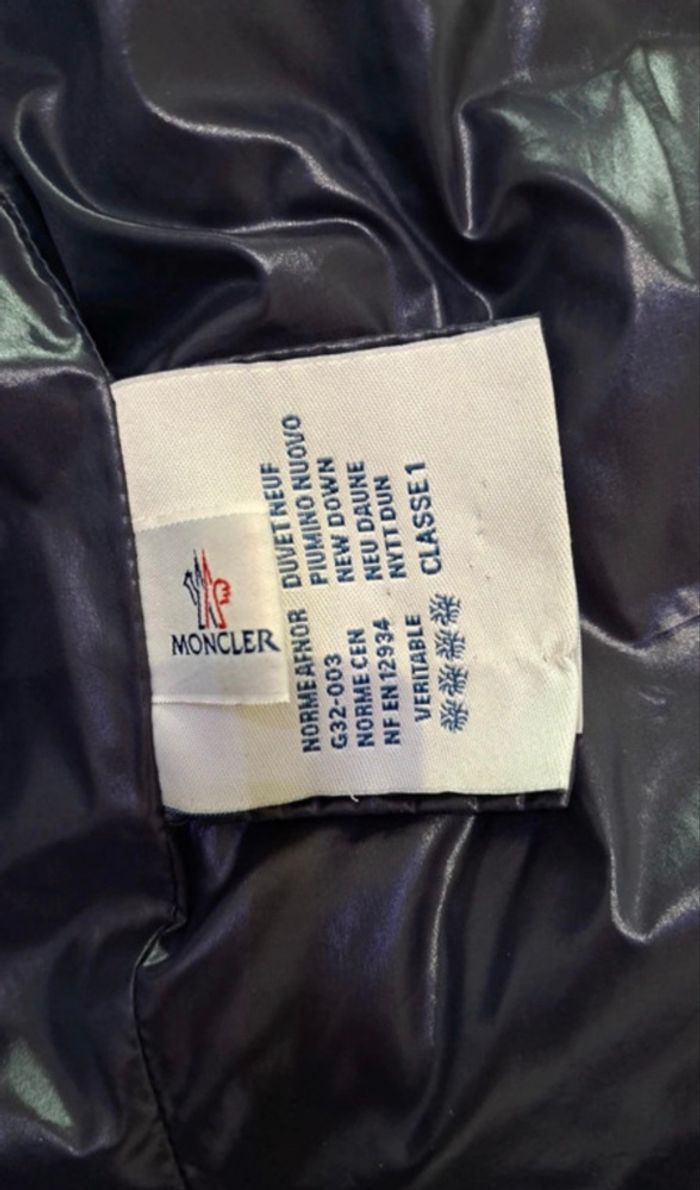 MONCLER
NORME AFNOR DUVET NEUF
G32-003 PIUMINO NUOVO
NORME CEN NEW DOWN
NF EN 12934 NEU DAUNE
VERITABLE NYTT DUN
CLASSE 1